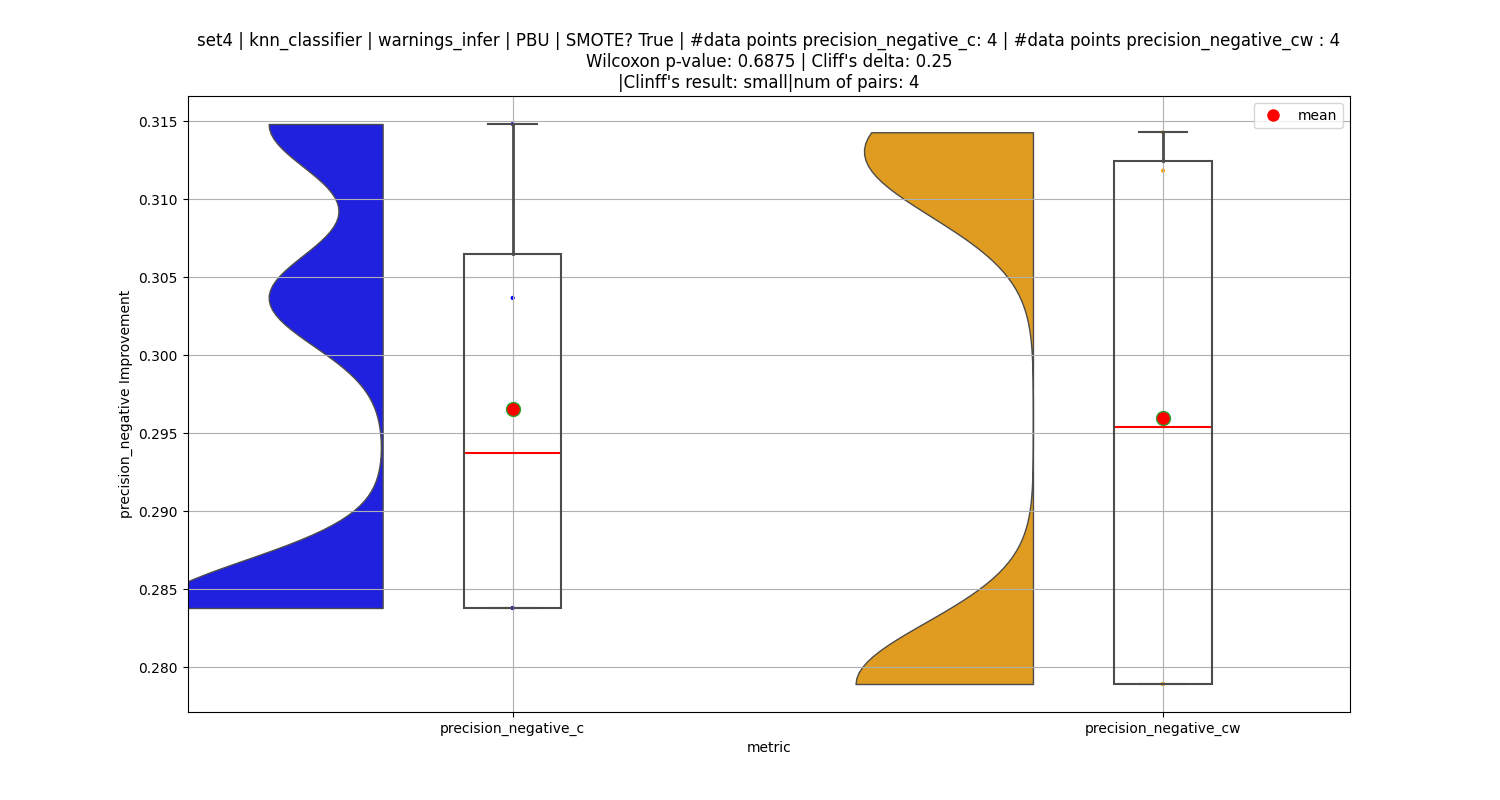 set4 | knn_classifier | warnings_infer | PBU | SMOTE? True | #data points precision_negative_c: 4 | #data points precision_negative_cw : 4
Wilcoxon p-value: 0.6875 | Cliff's delta: 0.25
|Clinff's result: small|num of pairs: 4
mean
0.315
0.310
0.305
0.300
0.295
0.290
0.285
0.280
precision_negative Improvement
precision_negative_c
precision_negative_cw
metric